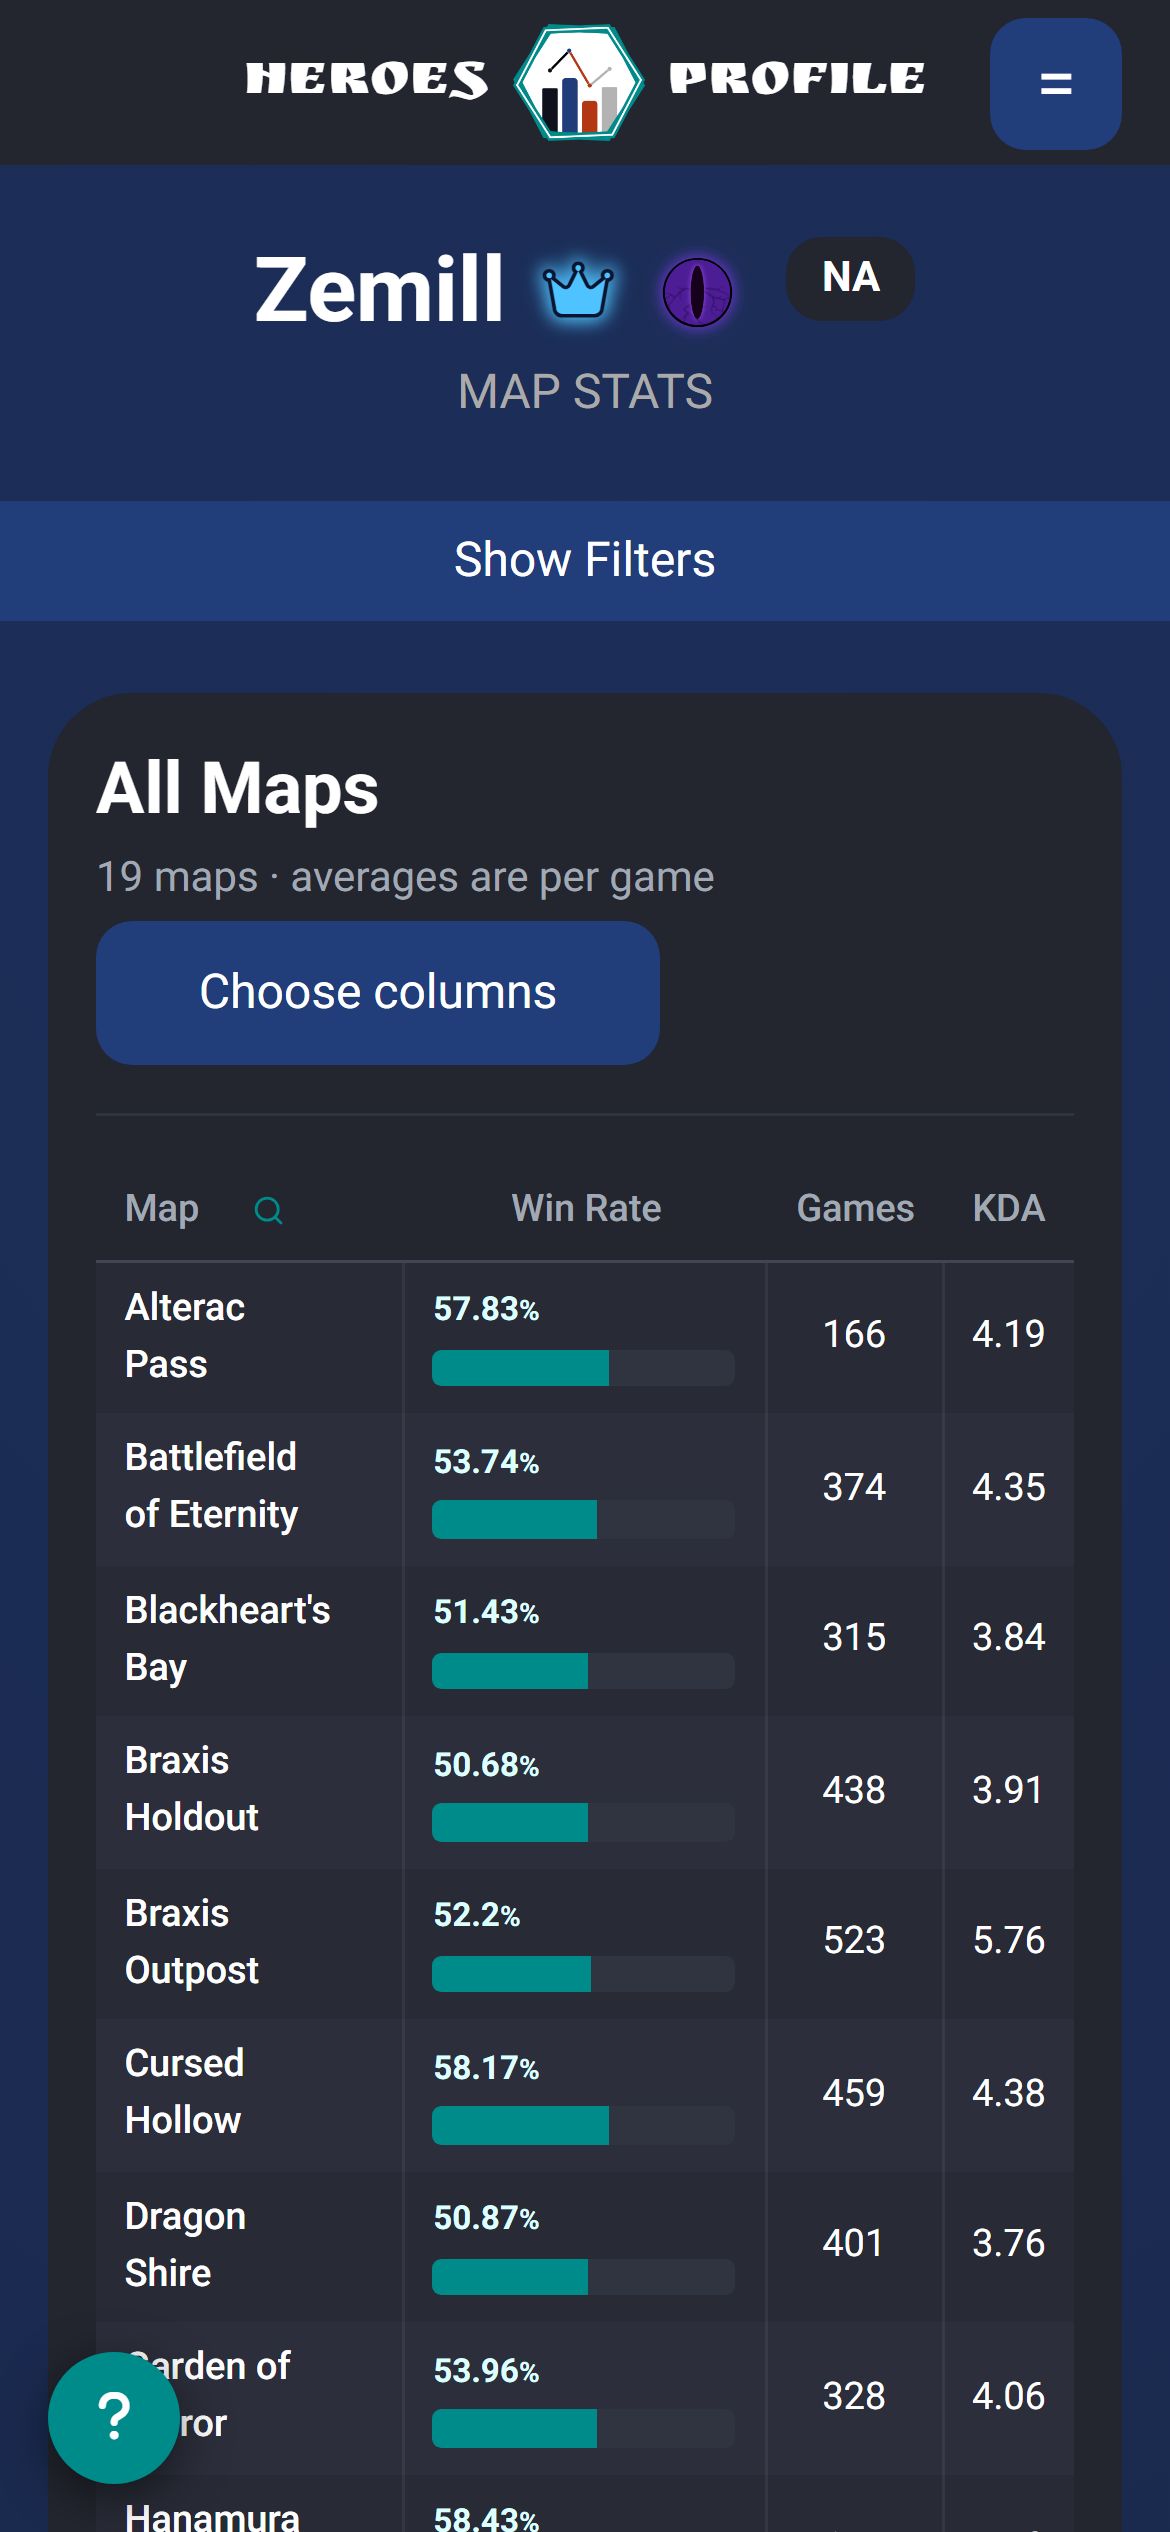 HEROES PROFILE
=
Zemill NA
MAP STATS
Show Filters
All Maps
19 maps · averages are per game
Choose columns
Map Win Rate Games KDA
Alterac Pass 57.83% 166 4.19
Battlefield of Eternity 53.74% 374 4.35
Blackheart's Bay 51.43% 315 3.84
Braxis Holdout 50.68% 438 3.91
Braxis Outpost 52.2% 523 5.76
Cursed Hollow 58.17% 459 4.38
Dragon Shire 50.87% 401 3.76
Garden of 53.96% 328 4.06
?
Hanamura 58.43%